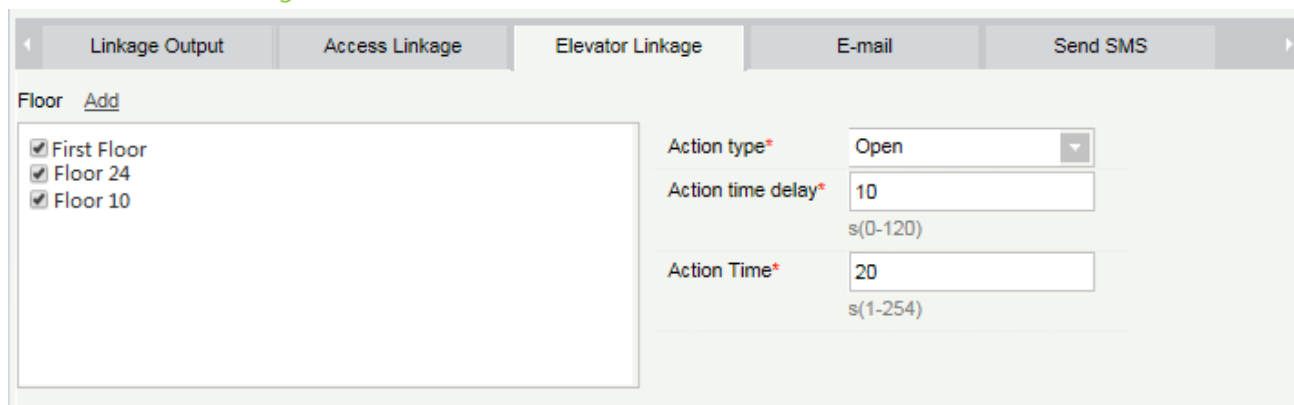 Linkage Output Access Linkage Elevator Linkage E-mail Send SMS
Floor Add
First Floor
Floor 24
Floor 10
Action type* Open
Action time delay* 10
s(0-120)
Action Time* 20
s(1-254)